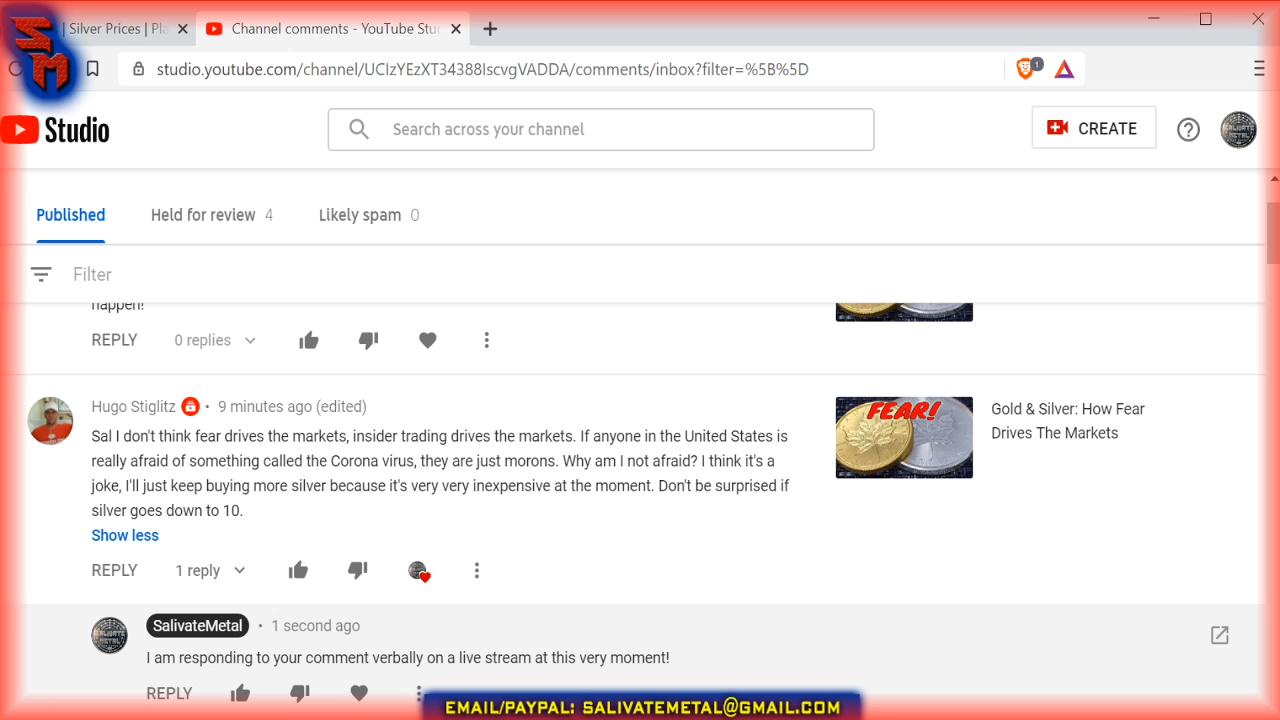 SM
| Silver Prices | Pla
Channel comments - YouTube Stu
studio.youtube.com/channel/UCIzYEzXT34388IscvgVADDA/comments/inbox?filter=%5B%5D
1
Studio
Search across your channel
CREATE
Published
Held for review 4
Likely spam 0
Filter
happen!
REPLY
0 replies
Hugo Stiglitz • 9 minutes ago (edited)
Sal I don't think fear drives the markets, insider trading drives the markets. If anyone in the United States is
really afraid of something called the Corona virus, they are just morons. Why am I not afraid? I think it's a
joke, I'll just keep buying more silver because it's very very inexpensive at the moment. Don't be surprised if
silver goes down to 10.
Show less
FEAR!
Gold & Silver: How Fear
Drives The Markets
REPLY
1 reply
SalivateMetal • 1 second ago
I am responding to your comment verbally on a live stream at this very moment!
REPLY
EMAIL/PAYPAL: SALIVATEMETAL@GMAIL.COM